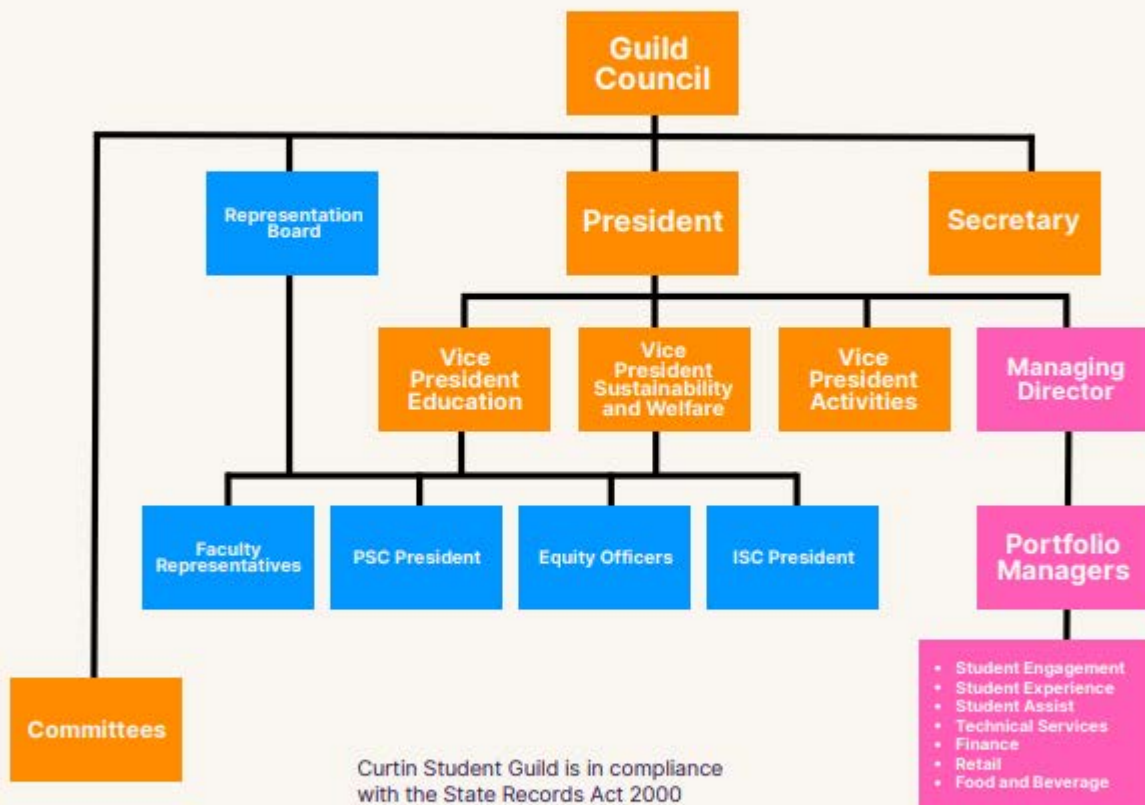 Guild
Council
Representation
Board
President
Secretary
Vice
President
Education
Vice
President
Sustainability
and Welfare
Vice
President
Activities
Managing
Director
Faculty
Representatives
PSC President
Equity Officers
ISC President
Portfolio
Managers
Committees
• Student Engagement
• Student Experience
• Student Assist
• Technical Services
• Finance
• Retail
• Food and Beverage
Curtin Student Guild is in compliance
with the State Records Act 2000